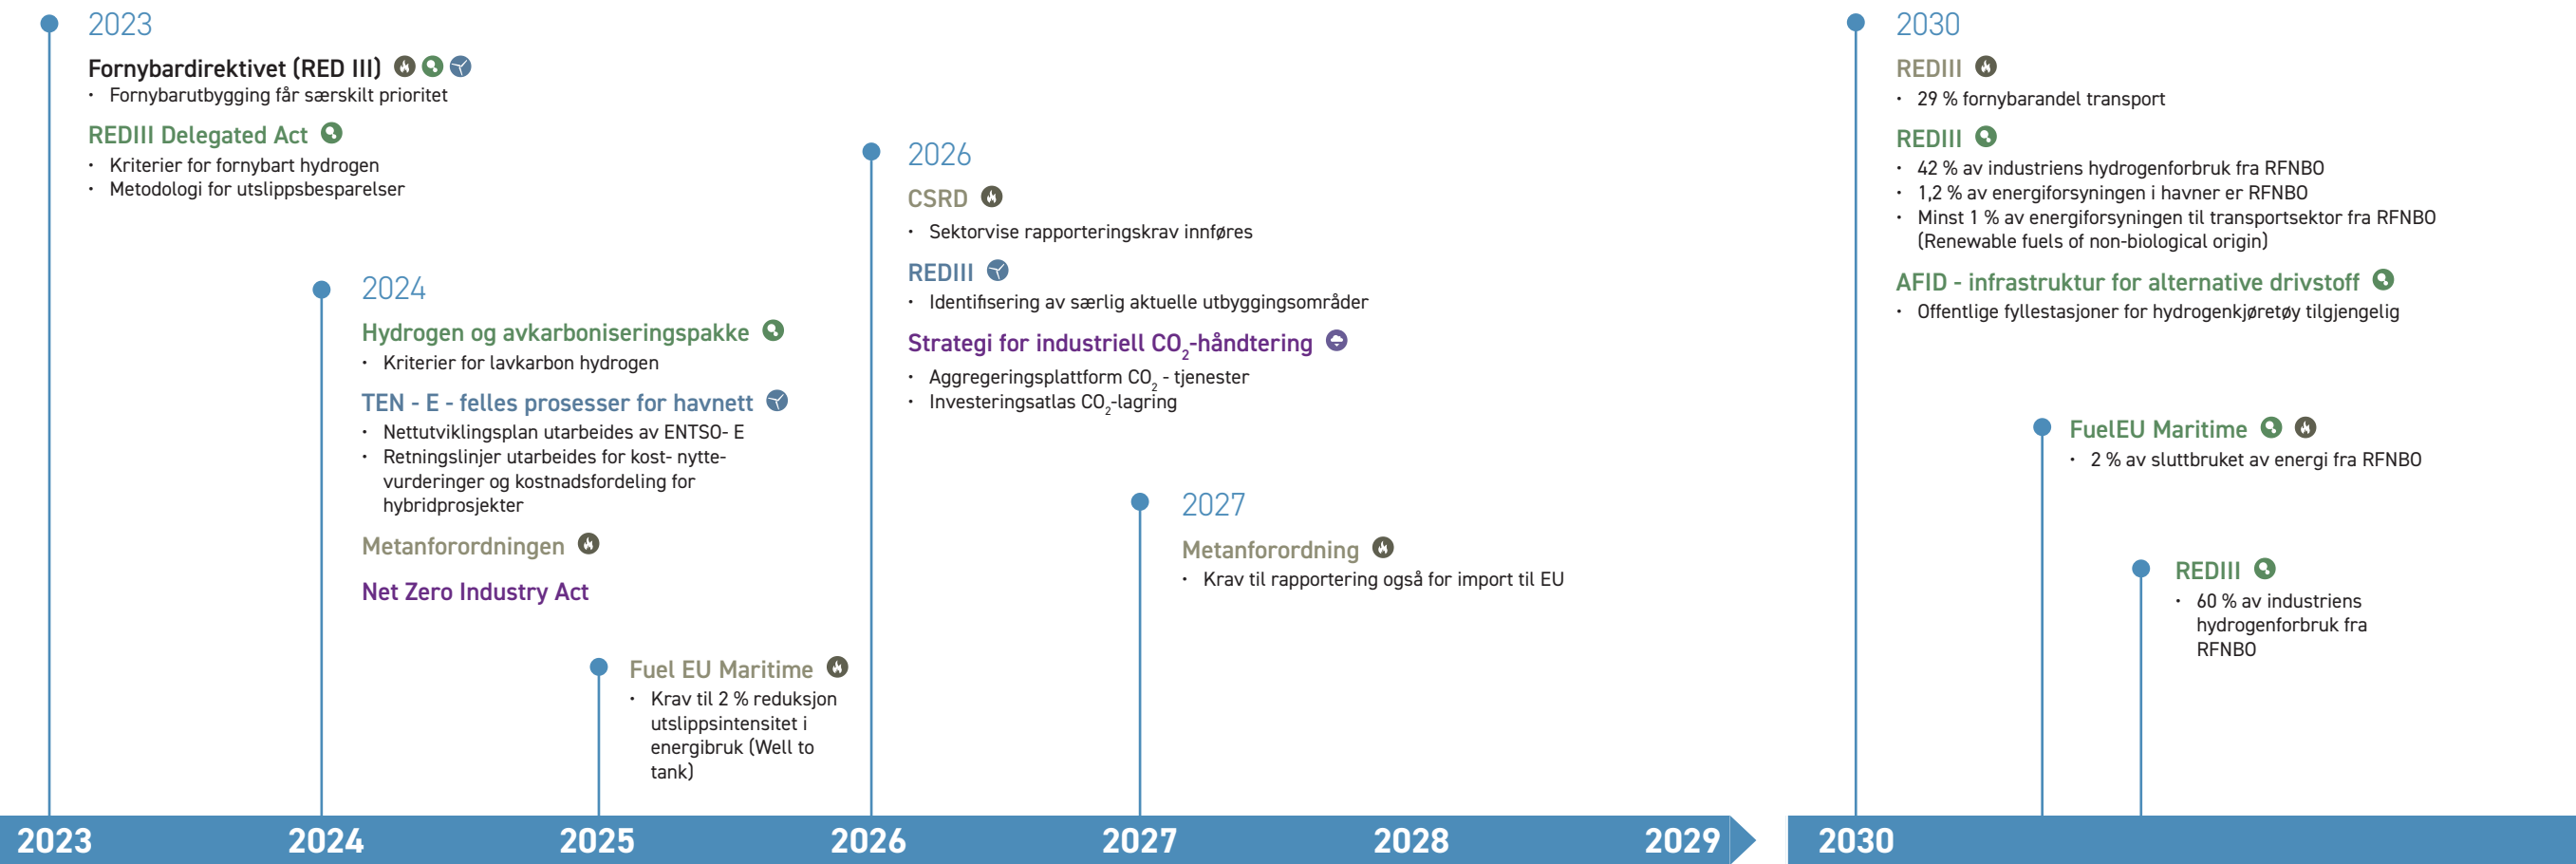 2023
Fornybardirektivet (RED III)
• Fornybarutbygging får særskilt prioritet
REDIII Delegated Act
• Kriterier for fornybart hydrogen
• Metodologi for utslippsbesparelser
2024
Hydrogen og avkarboniseringspakke
• Kriterier for lavkarbon hydrogen
TEN - E - felles prosesser for havnett
• Nettutviklingsplan utarbeides av ENTSO- E
• Retningslinjer utarbeides for kost- nytte-
vurderinger og kostnadsfordeling for
hybridprosjekter
Metanforordningen
Net Zero Industry Act
Fuel EU Maritime
• Krav til 2 % reduksjon
utslippsintensitet i
energibruk (Well to
tank)
2026
CSRD
• Sektorvise rapporteringskrav innføres
REDIII
• Identifisering av særlig aktuelle utbyggingsområder
Strategi for industriell CO₂-håndtering
• Aggregeringsplattform CO₂ - tjenester
• Investeringsatlas CO₂-lagring
2027
Metanforordning
• Krav til rapportering også for import til EU
2030
REDIII
• 29 % fornybarandel transport
REDIII
• 42 % av industriens hydrogenforbruk fra RFNBO
• 1,2 % av energiforsyningen i havner er RFNBO
• Minst 1 % av energiforsyningen til transportsektor fra RFNBO
(Renewable fuels of non-biological origin)
AFID - infrastruktur for alternative drivstoff
• Offentlige fyllestasjoner for hydrogenkjøretøy tilgjengelig
FuelEU Maritime
• 2 % av sluttbruket av energi fra RFNBO
REDIII
• 60 % av industriens
hydrogenforbruk fra
RFNBO
2023 2024 2025 2026 2027 2028 2029 2030